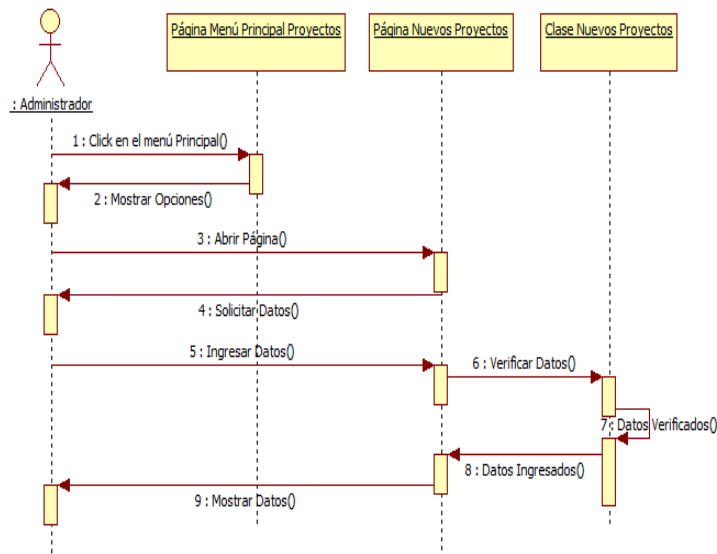 Página Menú Principal Proyectos
Página Nuevos Proyectos
Clase Nuevos Proyectos
: Administrador
1 : Click en el menú Principal()
2 : Mostrar Opciones()
3 : Abrir Página()
4 : Solicitar Datos()
5 : Ingresar Datos()
6 : Verificar Datos()
7 : Datos Verificados()
8 : Datos Ingresados()
9 : Mostrar Datos()